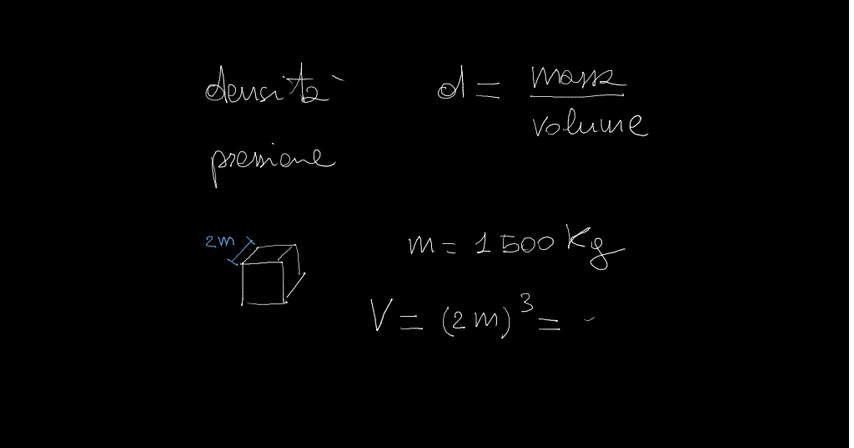 densità
d = massa / volume
pressione
2m
m = 1500 Kg
V = (2m)³ =